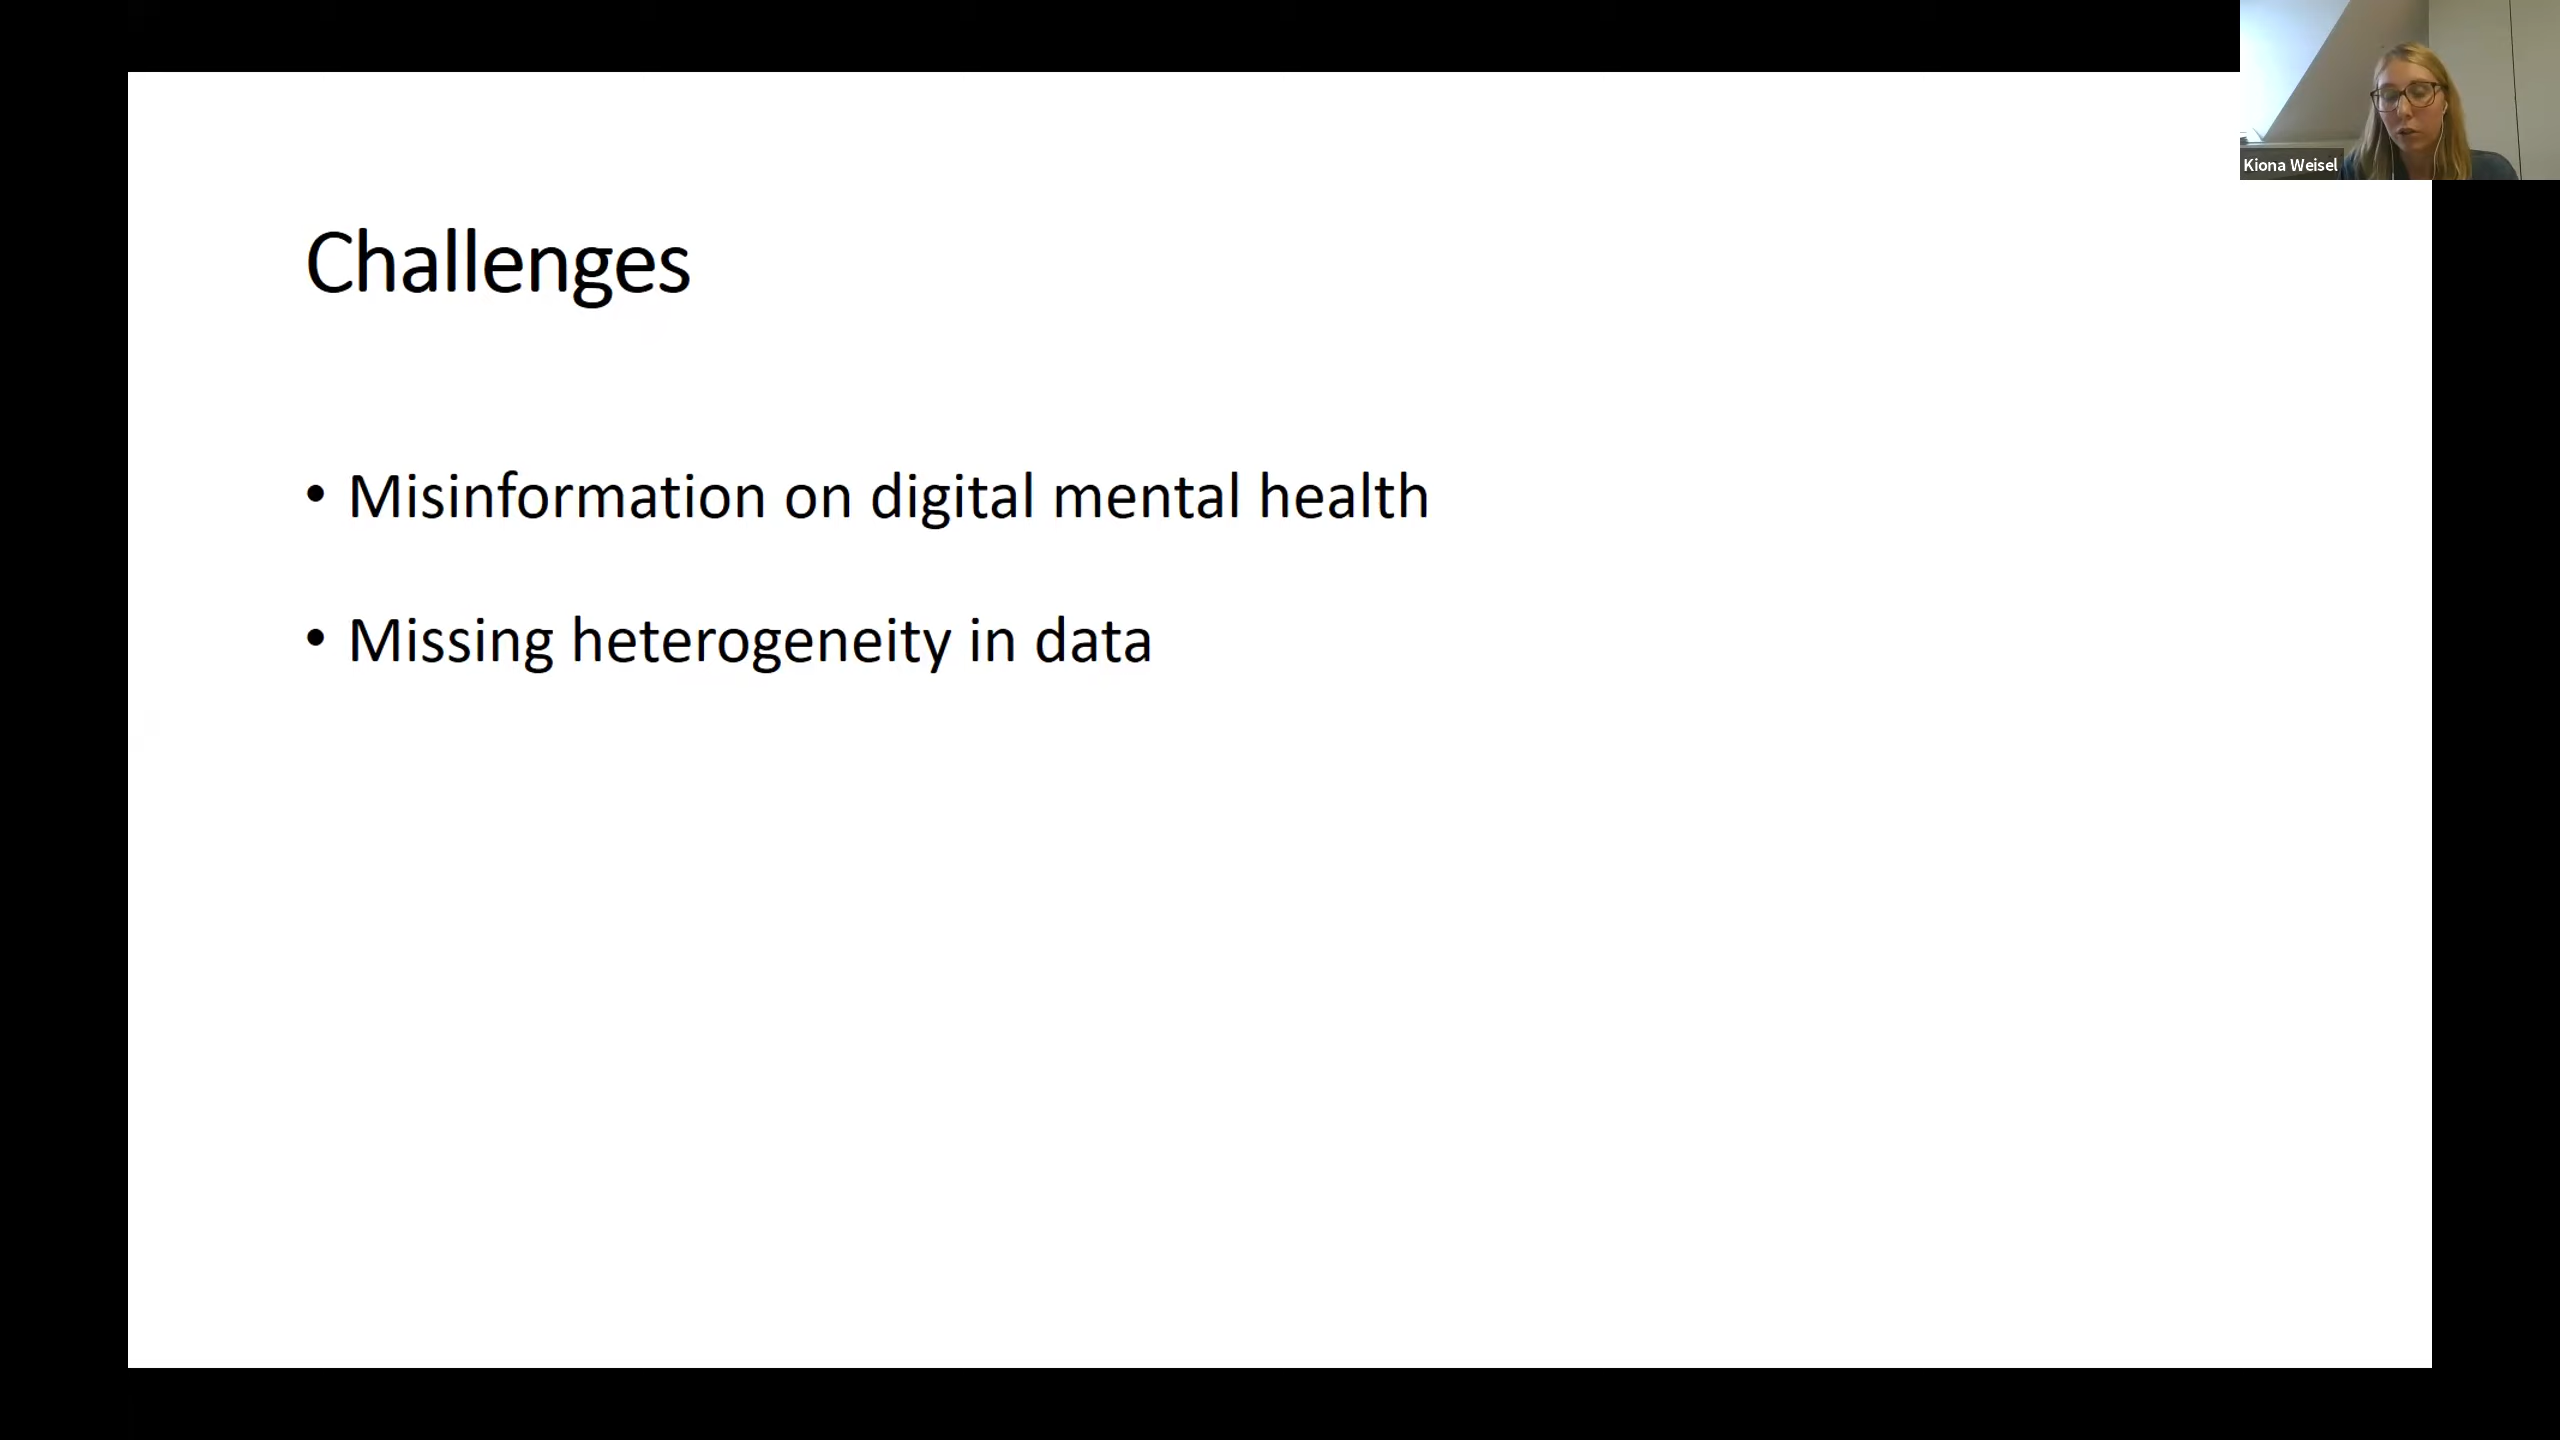 Kiona Weisel
Challenges
• Misinformation on digital mental health
• Missing heterogeneity in data